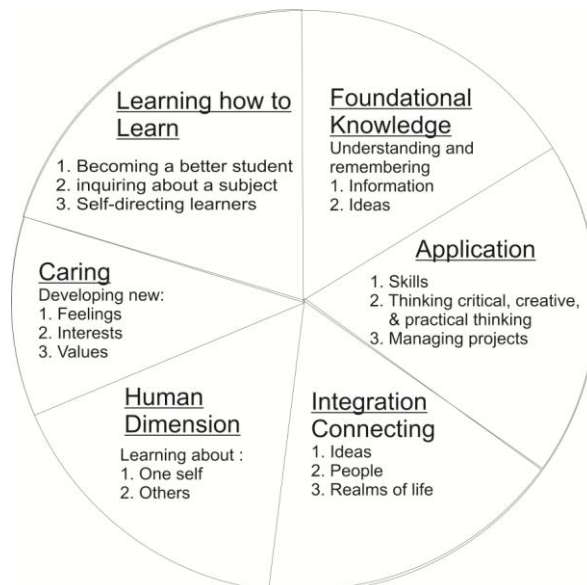 Learning how to
Learn
1. Becoming a better student
2. inquiring about a subject
3. Self-directing learners
Foundational
Knowledge
Understanding and
remembering
1. Information
2. Ideas
Application
1. Skills
2. Thinking critical, creative,
& practical thinking
3. Managing projects
Caring
Developing new:
1. Feelings
2. Interests
3. Values
Human
Dimension
Learning about :
1. One self
2. Others
Integration
Connecting
1. Ideas
2. People
3. Realms of life